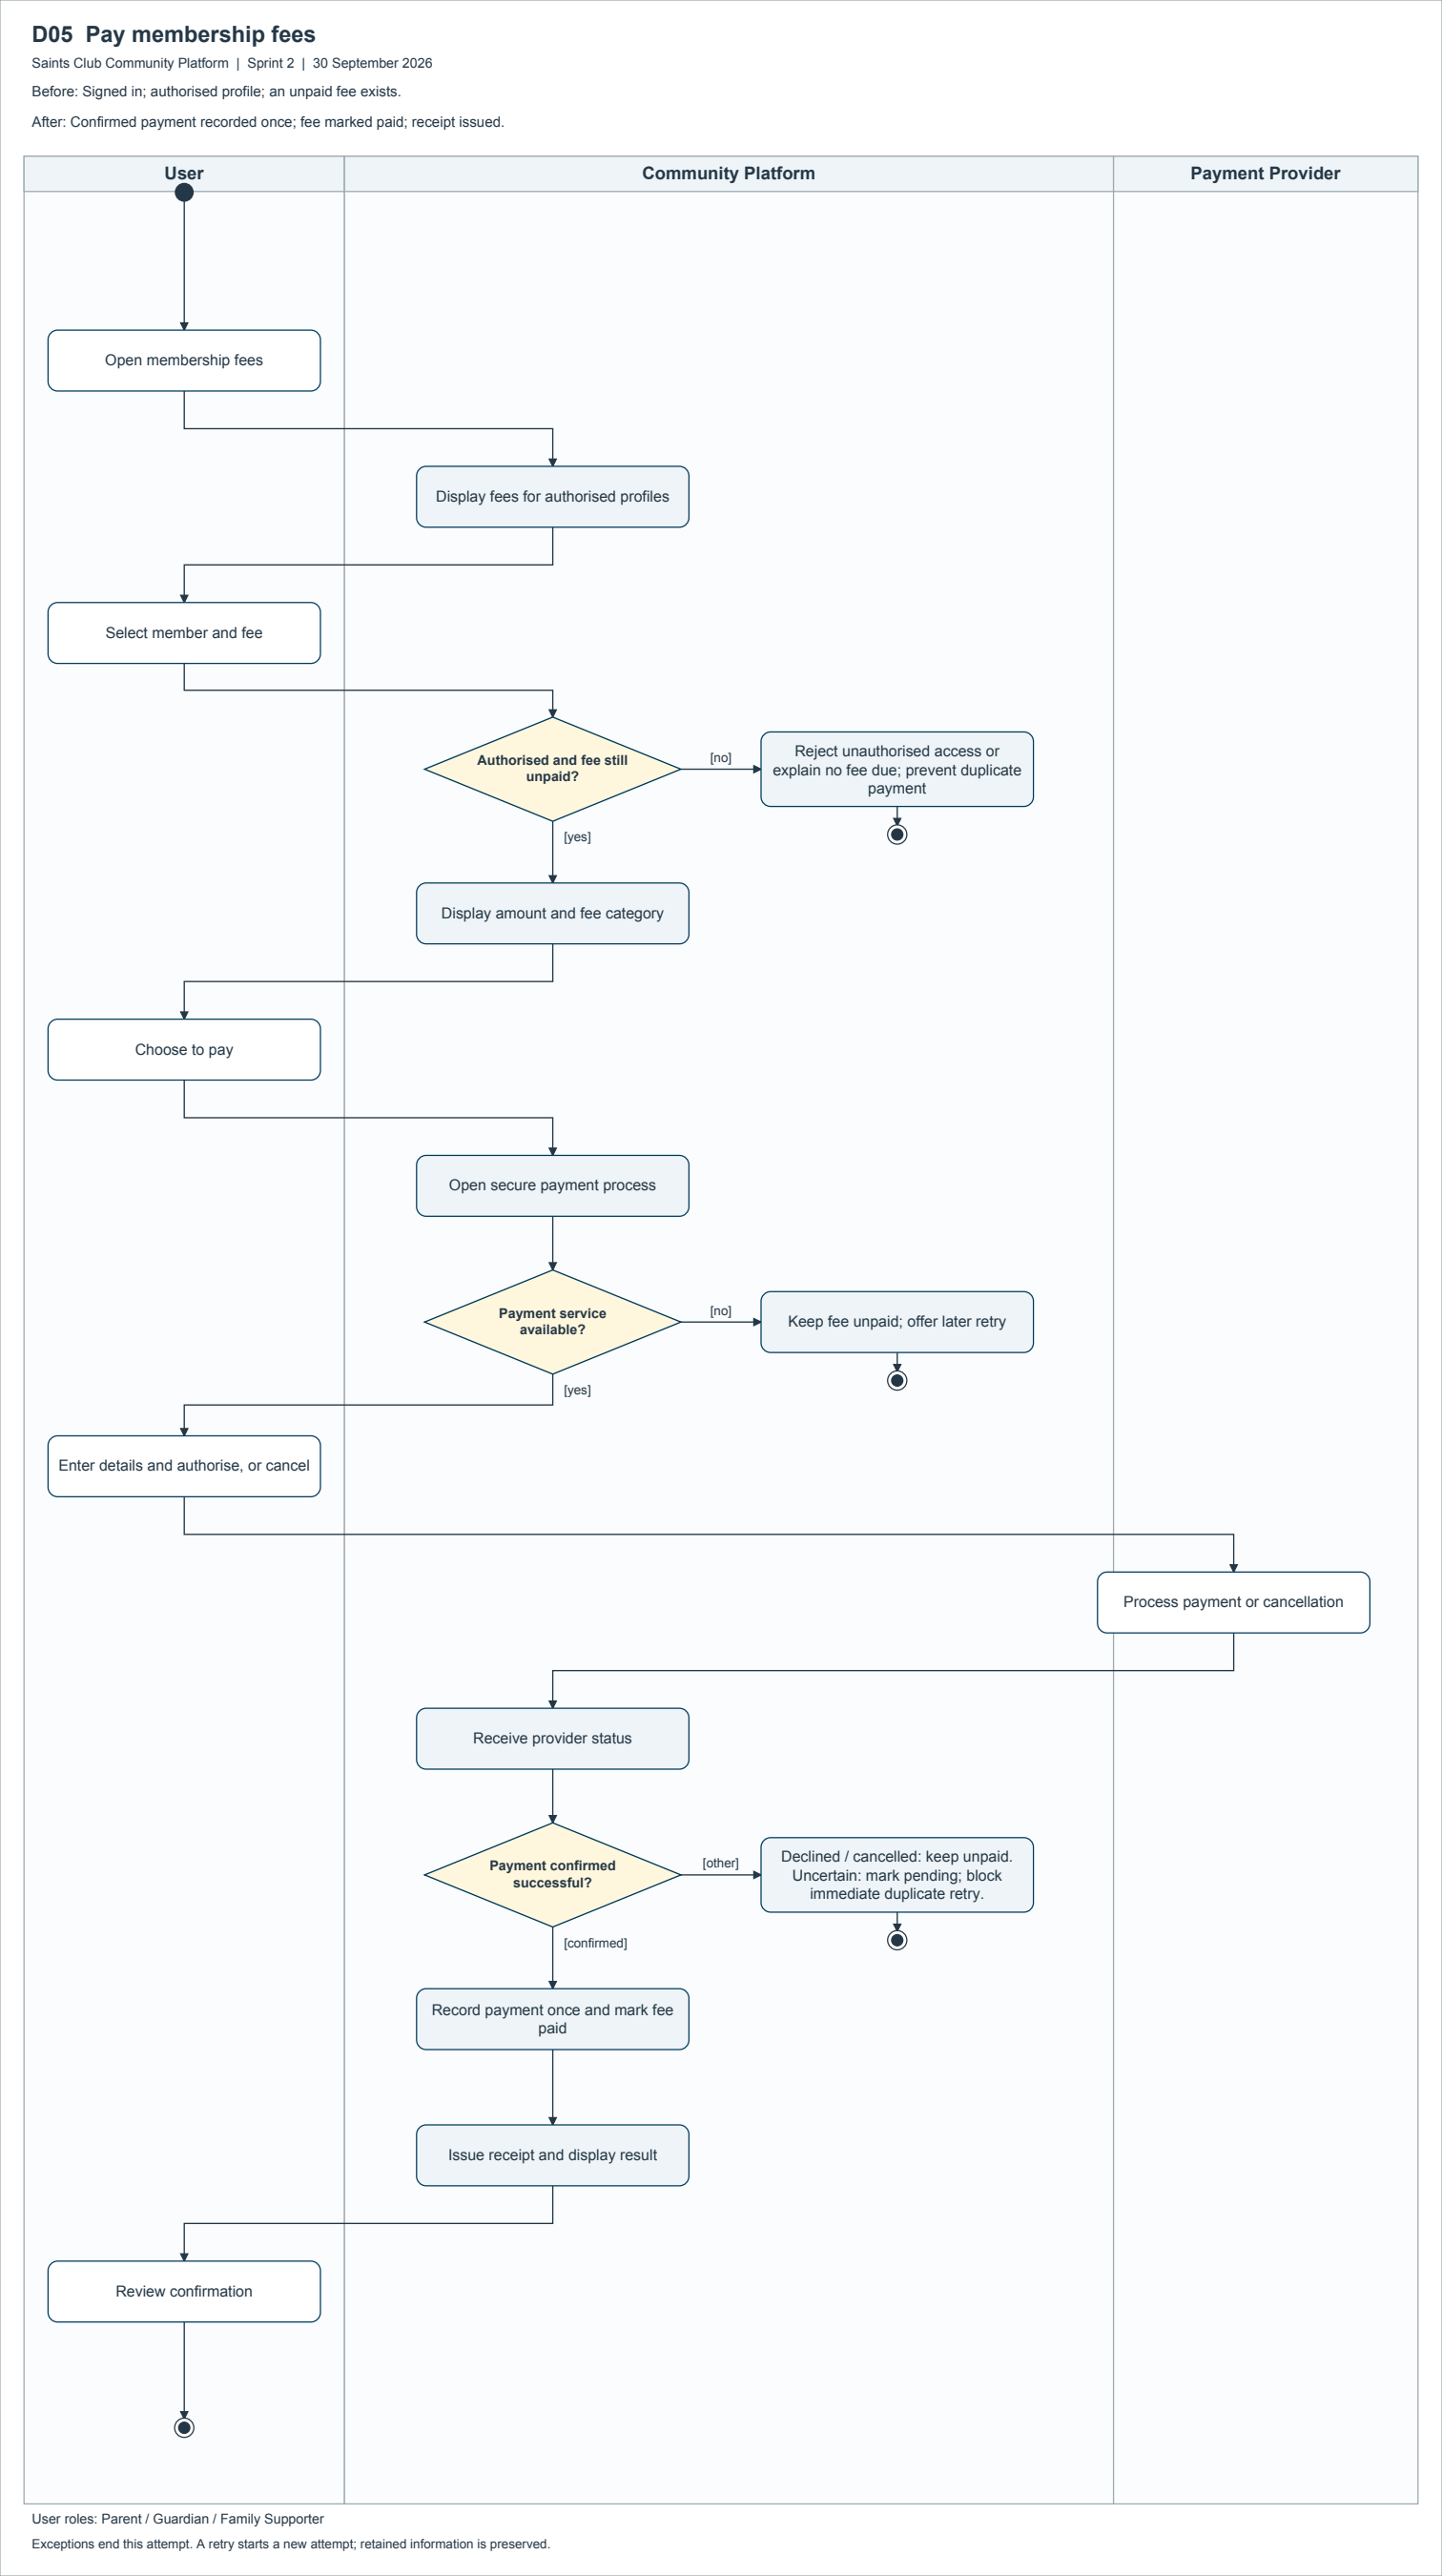 D05  Pay membership fees
Saints Club Community Platform  |  Sprint 2  |  30 September 2026
Before: Signed in; authorised profile; an unpaid fee exists.
After: Confirmed payment recorded once; fee marked paid; receipt issued.
User
Community Platform
Payment Provider
Open membership fees
Display fees for authorised profiles
Select member and fee
Authorised and fee still
unpaid?
[no]
Reject unauthorised access or
explain no fee due; prevent duplicate
payment
[yes]
Display amount and fee category
Choose to pay
Open secure payment process
Payment service
available?
[no]
Keep fee unpaid; offer later retry
[yes]
Enter details and authorise, or cancel
Process payment or cancellation
Receive provider status
Payment confirmed
successful?
[other]
Declined / cancelled: keep unpaid.
Uncertain: mark pending; block
immediate duplicate retry.
[confirmed]
Record payment once and mark fee
paid
Issue receipt and display result
Review confirmation
User roles: Parent / Guardian / Family Supporter
Exceptions end this attempt. A retry starts a new attempt; retained information is preserved.